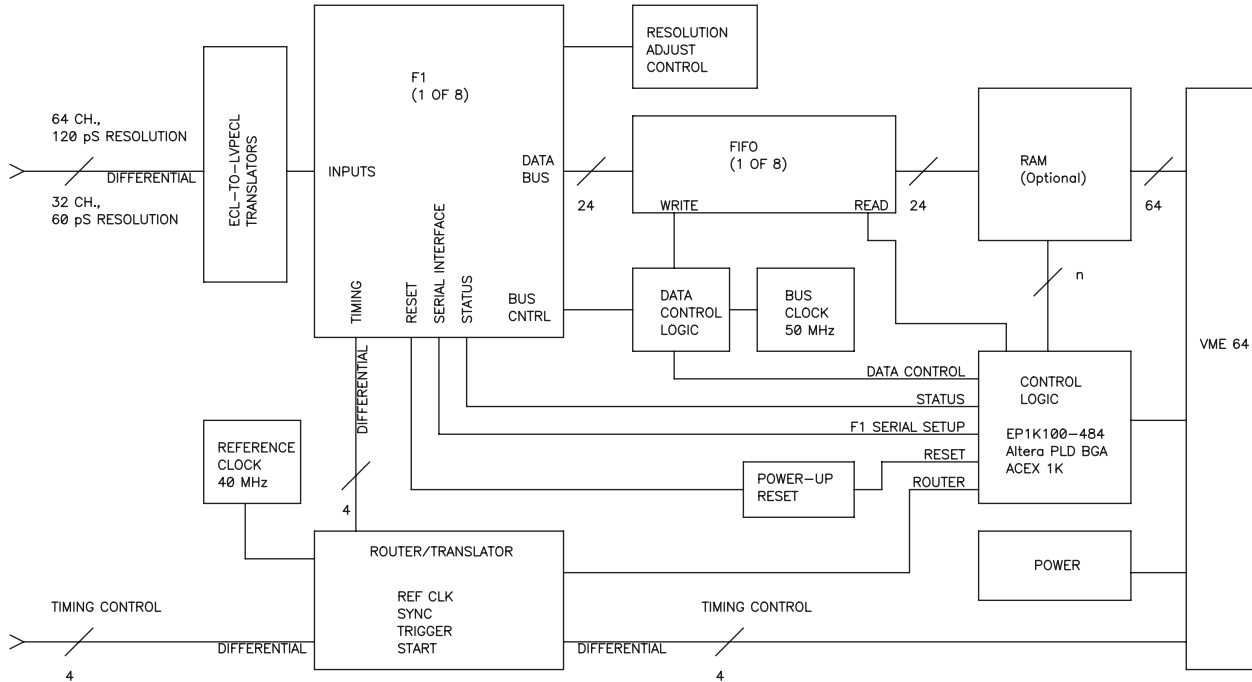 64 CH.,
120 pS RESOLUTION
DIFFERENTIAL
32 CH.,
60 pS RESOLUTION
ECL-TO-LVPECL
TRANSLATORS
F1
(1 OF 8)
INPUTS
DATA
BUS
TIMING
RESET
SERIAL INTERFACE
STATUS
BUS
CNTRL
RESOLUTION
ADJUST
CONTROL
24
FIFO
(1 OF 8)
WRITE
READ
24
RAM
(Optional)
64
n
VME 64
DATA
CONTROL
LOGIC
BUS
CLOCK
50 MHz
DATA CONTROL
STATUS
F1 SERIAL SETUP
RESET
ROUTER
CONTROL
LOGIC
EP1K100-484
Altera PLD BGA
ACEX 1K
POWER-UP
RESET
DIFFERENTIAL
4
REFERENCE
CLOCK
40 MHz
ROUTER/TRANSLATOR
REF CLK
SYNC
TRIGGER
START
POWER
TIMING CONTROL
DIFFERENTIAL
4
TIMING CONTROL
DIFFERENTIAL
4